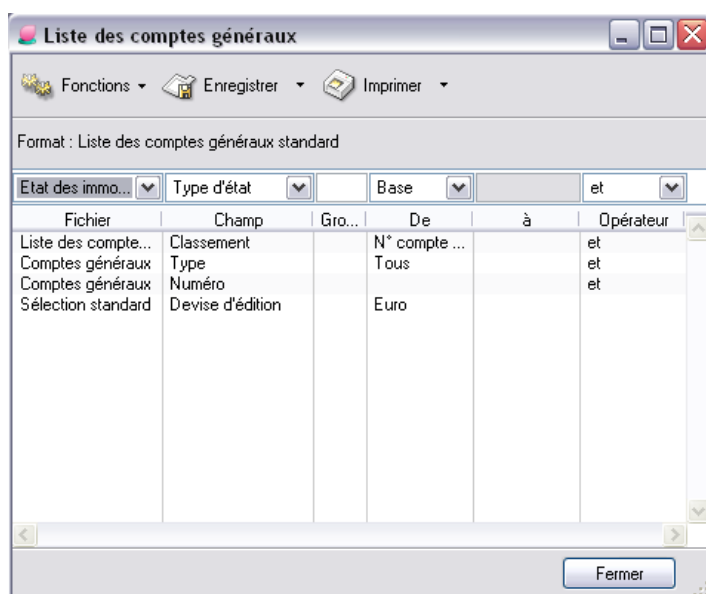 Liste des comptes généraux
Fonctions Enregistrer Imprimer
Format : Liste des comptes généraux standard
Etat des immo... Type d'état Base et
Fichier Champ Gro... De à Opérateur
Liste des compte... Classement N° compte ... et
Comptes généraux Type Tous et
Comptes généraux Numéro et
Sélection standard Devise d'édition Euro
Fermer